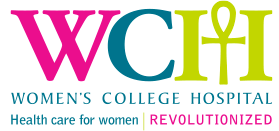 WCH
WOMEN'S COLLEGE HOSPITAL
Health care for women | REVOLUTIONIZED